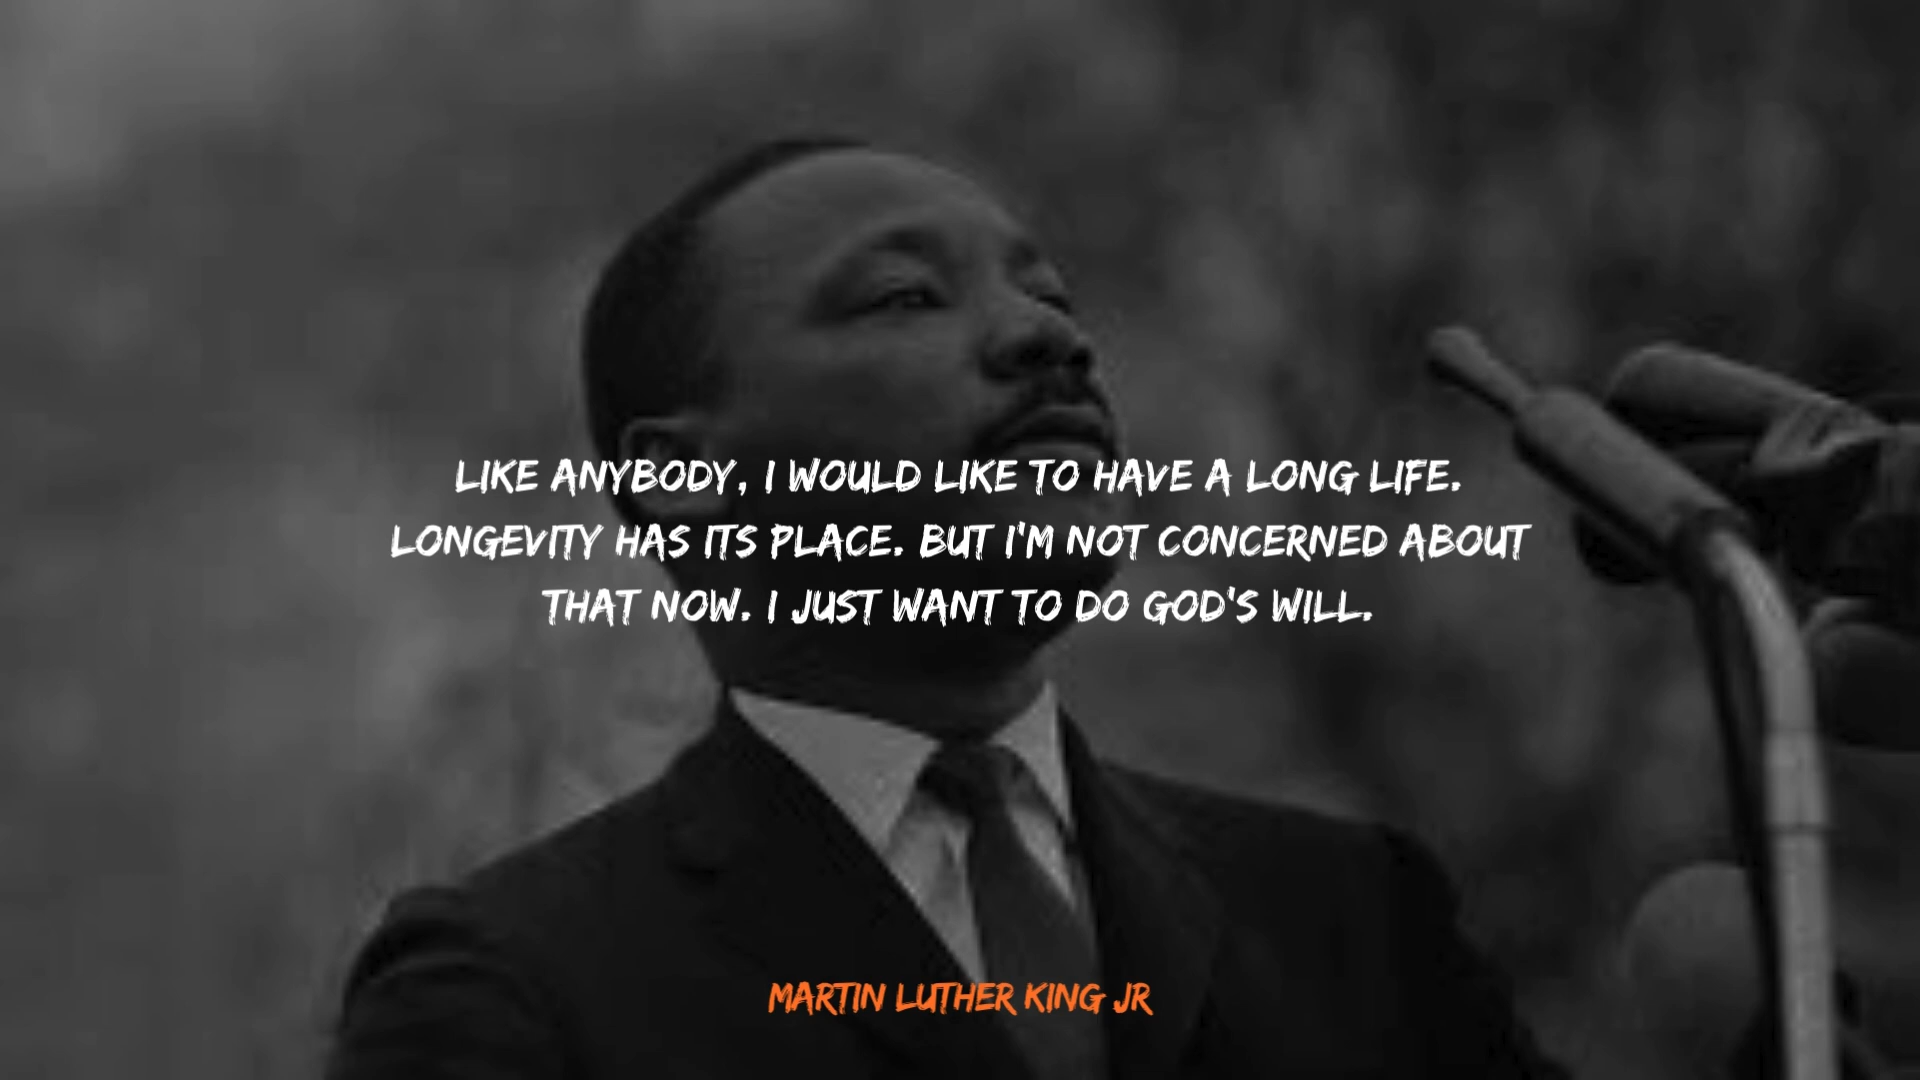 LIKE ANYBODY, I WOULD LIKE TO HAVE A LONG LIFE.
LONGEVITY HAS ITS PLACE. BUT I'M NOT CONCERNED ABOUT
THAT NOW. I JUST WANT TO DO GOD'S WILL.
MARTIN LUTHER KING JR